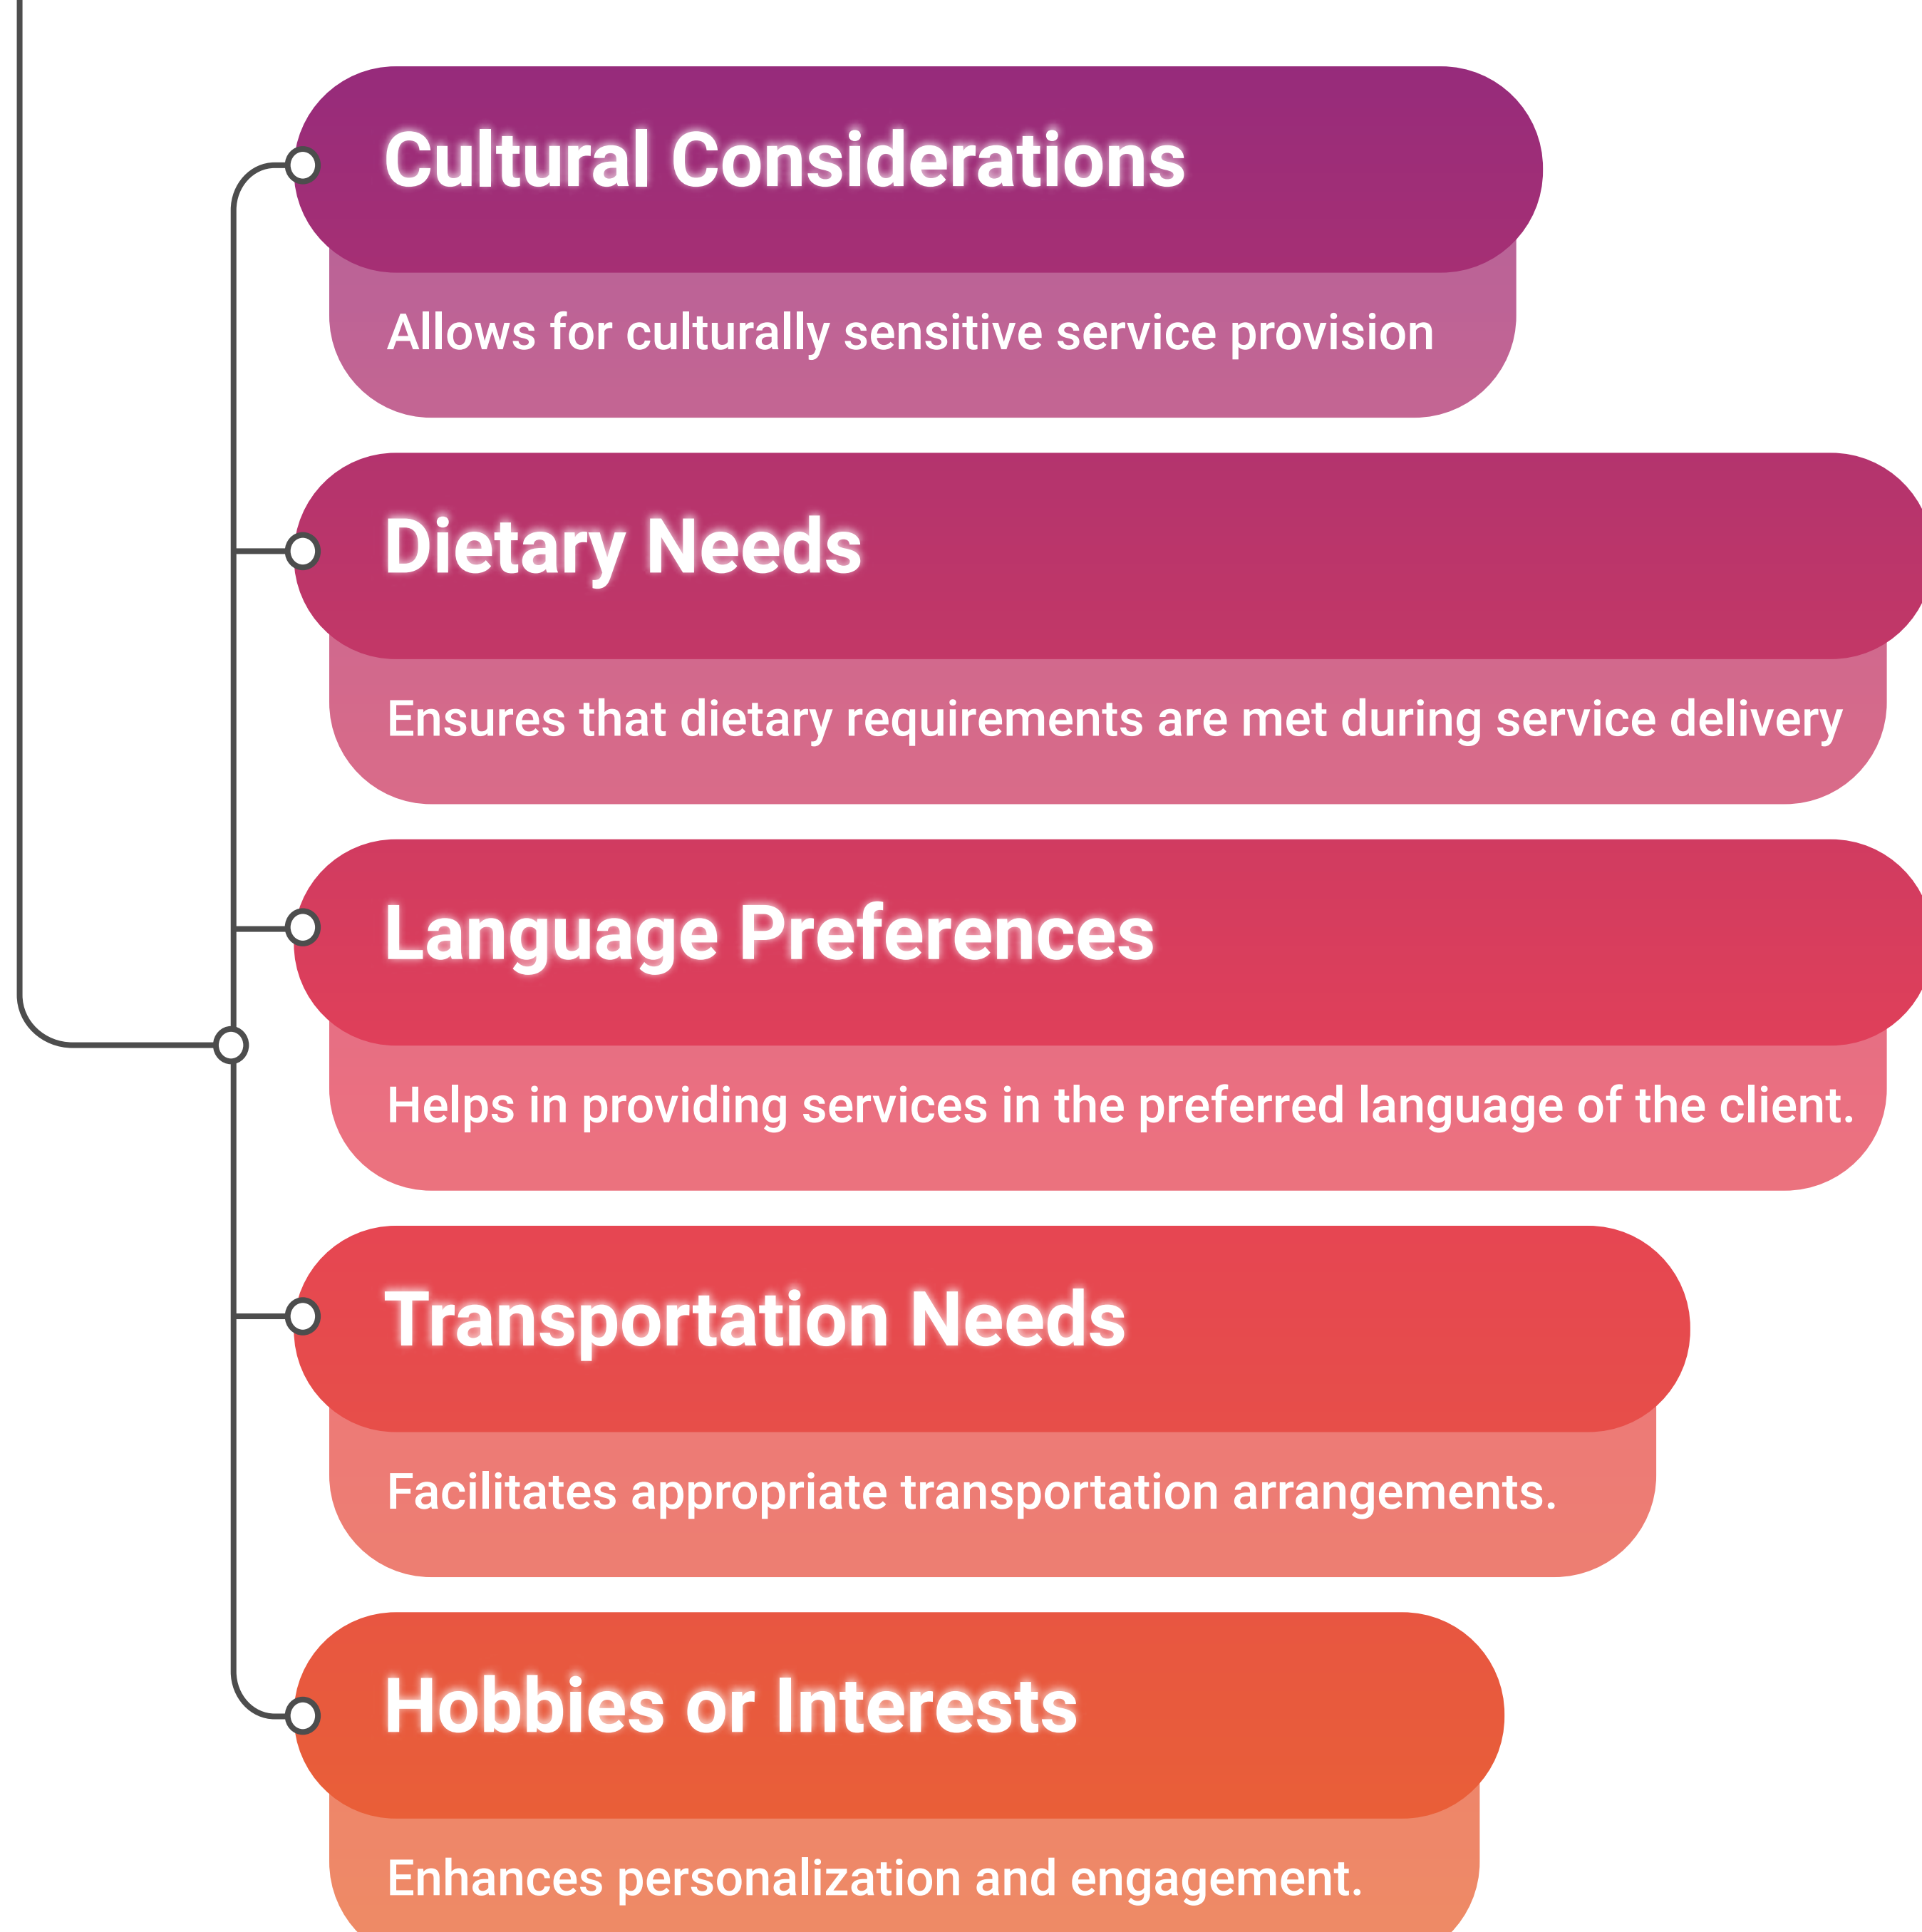 Cultural Considerations
Allows for culturally sensitive service provision
Dietary Needs
Ensures that dietary requirements are met during service delivery
Language Preferences
Helps in providing services in the preferred language of the client.
Transportation Needs
Facilitates appropriate transportation arrangements.
Hobbies or Interests
Enhances personalization and engagement.